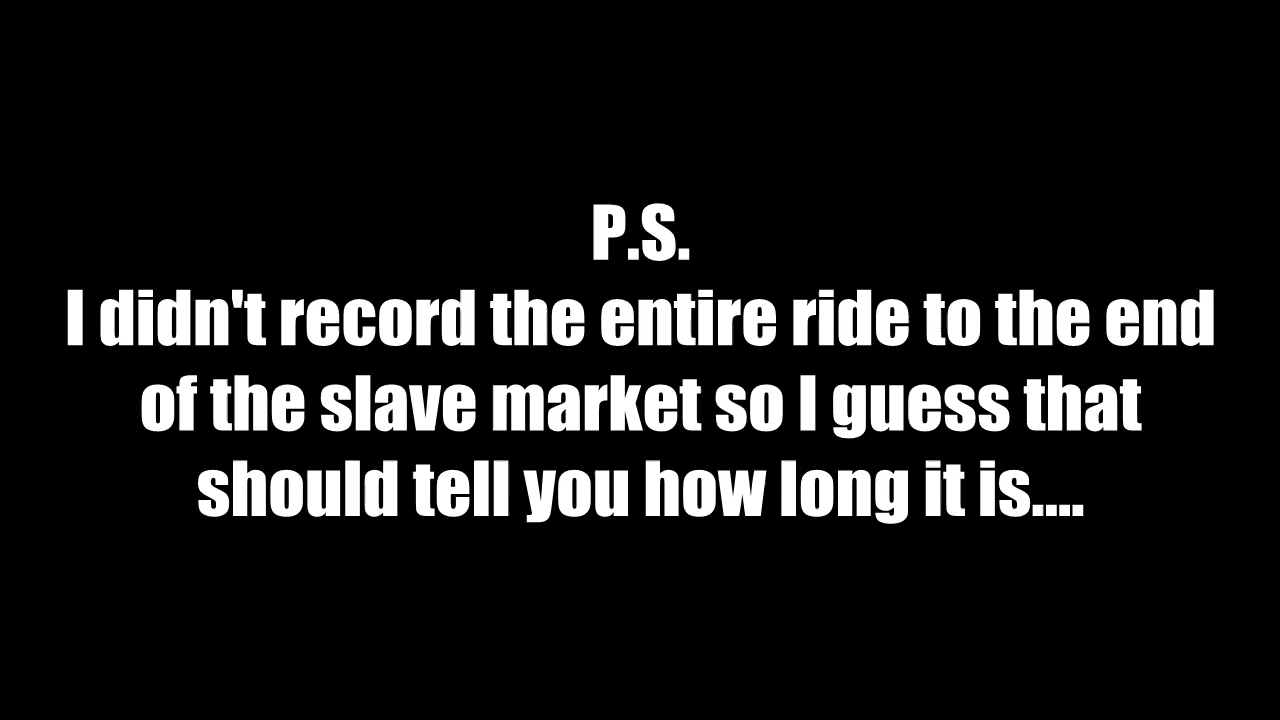 P.S.
I didn't record the entire ride to the end
of the slave market so I guess that
should tell you how long it is....